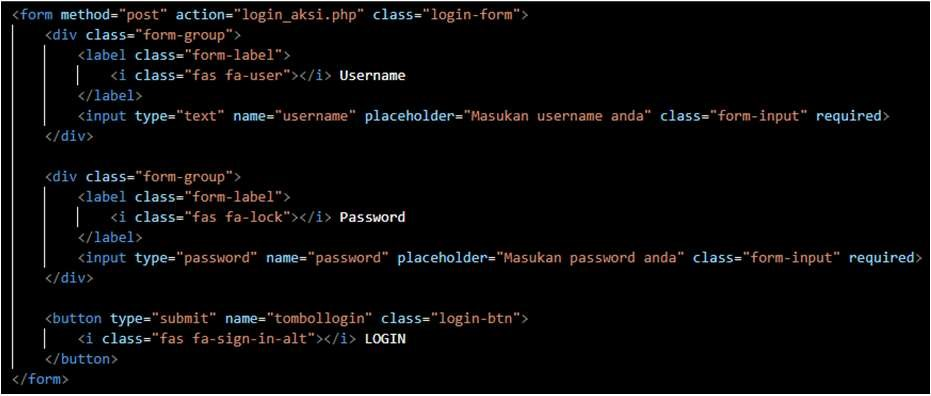 <form method="post" action="login_aksi.php" class="login-form">
    <div class="form-group">
        <label class="form-label">
            <i class="fas fa-user"></i> Username
        </label>
        <input type="text" name="username" placeholder="Masukan username anda" class="form-input" required>
    </div>

    <div class="form-group">
        <label class="form-label">
            <i class="fas fa-lock"></i> Password
        </label>
        <input type="password" name="password" placeholder="Masukan password anda" class="form-input" required>
    </div>

    <button type="submit" name="tombollogin" class="login-btn">
        <i class="fas fa-sign-in-alt"></i> LOGIN
    </button>
</form>